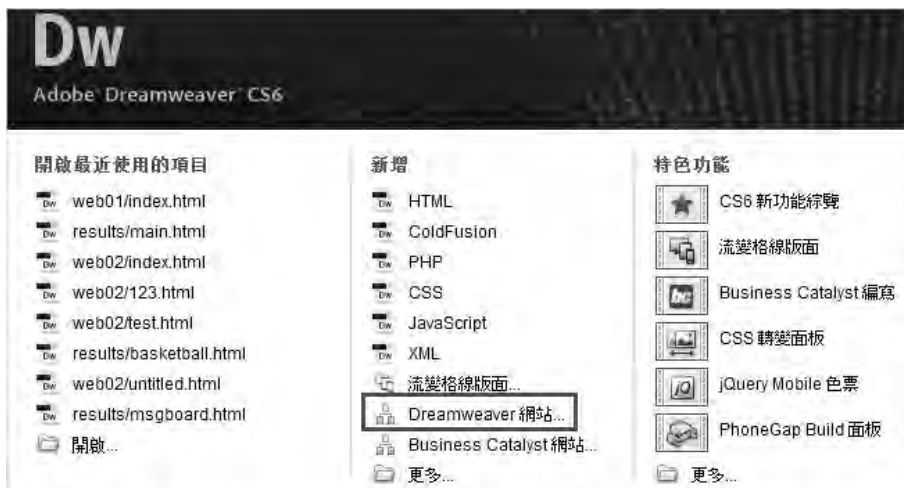 Dw
Adobe Dreamweaver CS6
開啟最近使用的項目
web01/index.html
results/main.html
web02/index.html
web02/123.html
web02/test.html
results/basketball.html
web02/untitled.html
results/msgboard.html
開啟...
新增
HTML
ColdFusion
PHP
CSS
JavaScript
XML
流變格線版面...
Dreamweaver 網站...
Business Catalyst 網站...
更多...
特色功能
CS6 新功能綜覽
流變格線版面
Business Catalyst 編寫
CSS 轉變面板
jQuery Mobile 色票
PhoneGap Build 面板
更多...